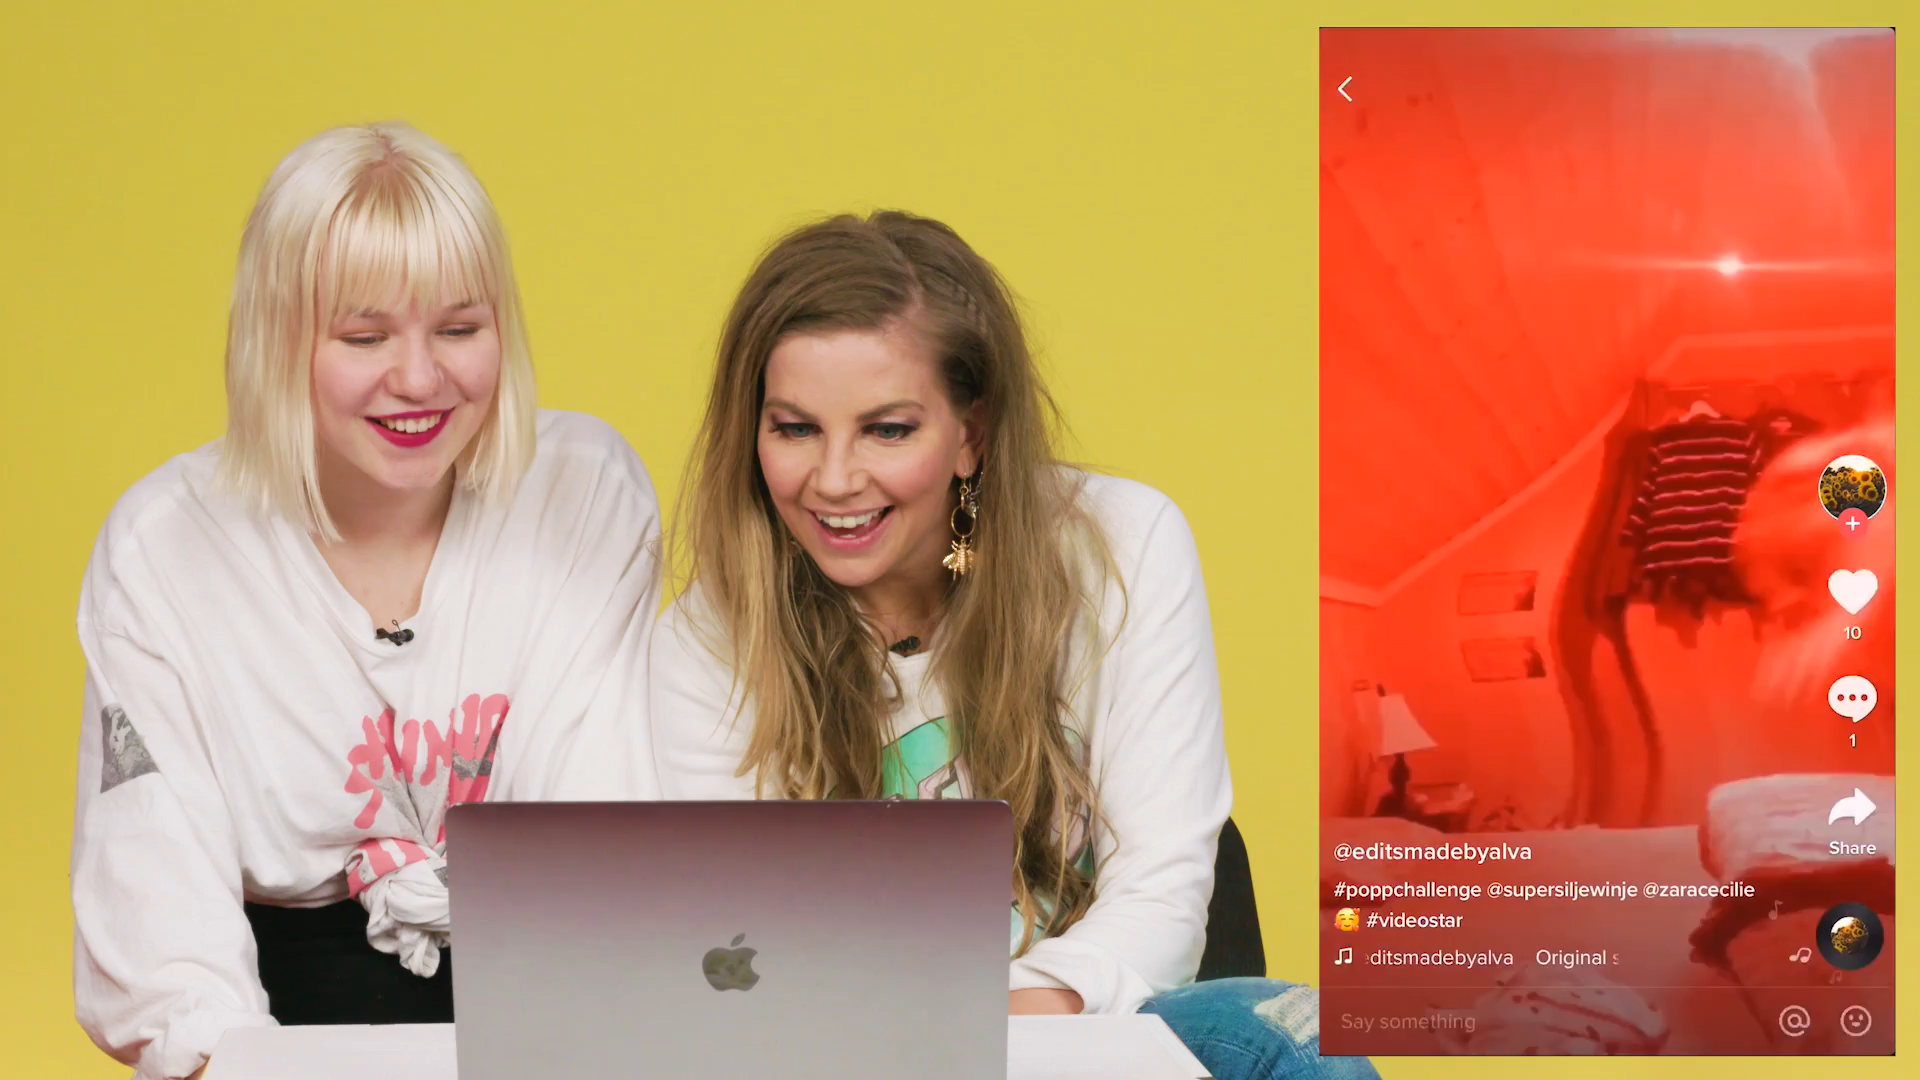 10
1
Share
@editsmadebyalva
#poppchallenge @supersiljewinje @zaracecilie
🥰 #videostar
ditsmadebyalva Original s
Say something